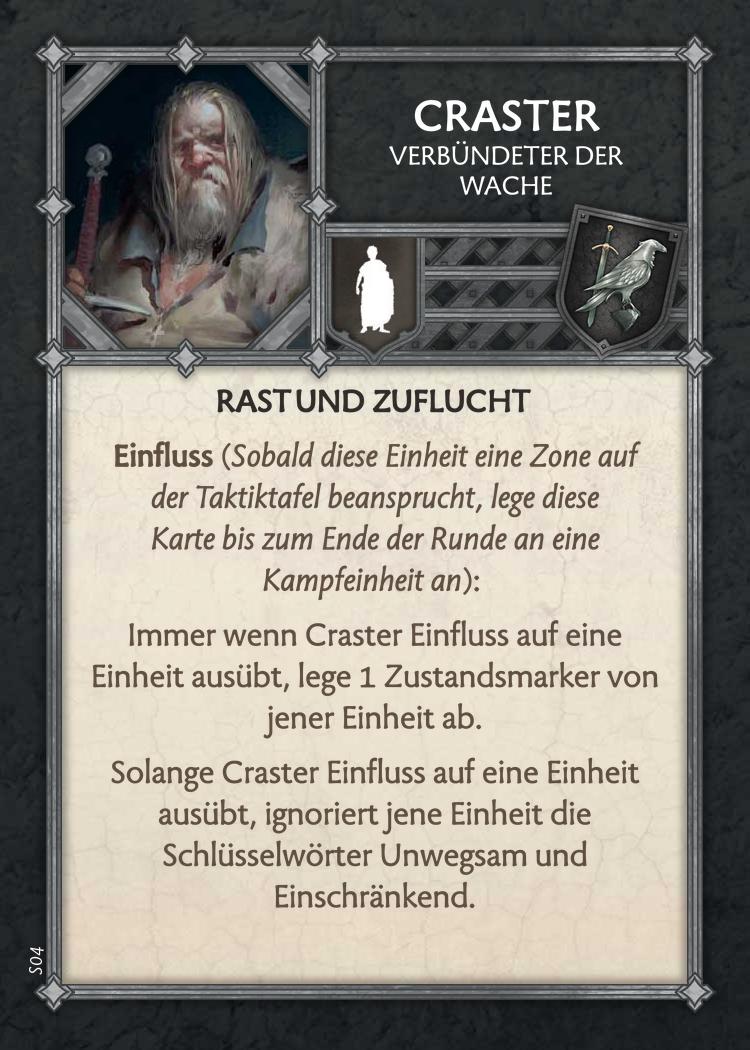 CRASTER
VERBÜNDETER DER
WACHE
RAST UND ZUFLUCHT
Einfluss (Sobald diese Einheit eine Zone auf
der Taktiktafel beansprucht, lege diese
Karte bis zum Ende der Runde an eine
Kampfeinheit an):
Immer wenn Craster Einfluss auf eine
Einheit ausübt, lege 1 Zustandsmarker von
jener Einheit ab.
Solange Craster Einfluss auf eine Einheit
ausübt, ignoriert jene Einheit die
Schlüsselwörter Unwegsam und
Einschränkend.
S04